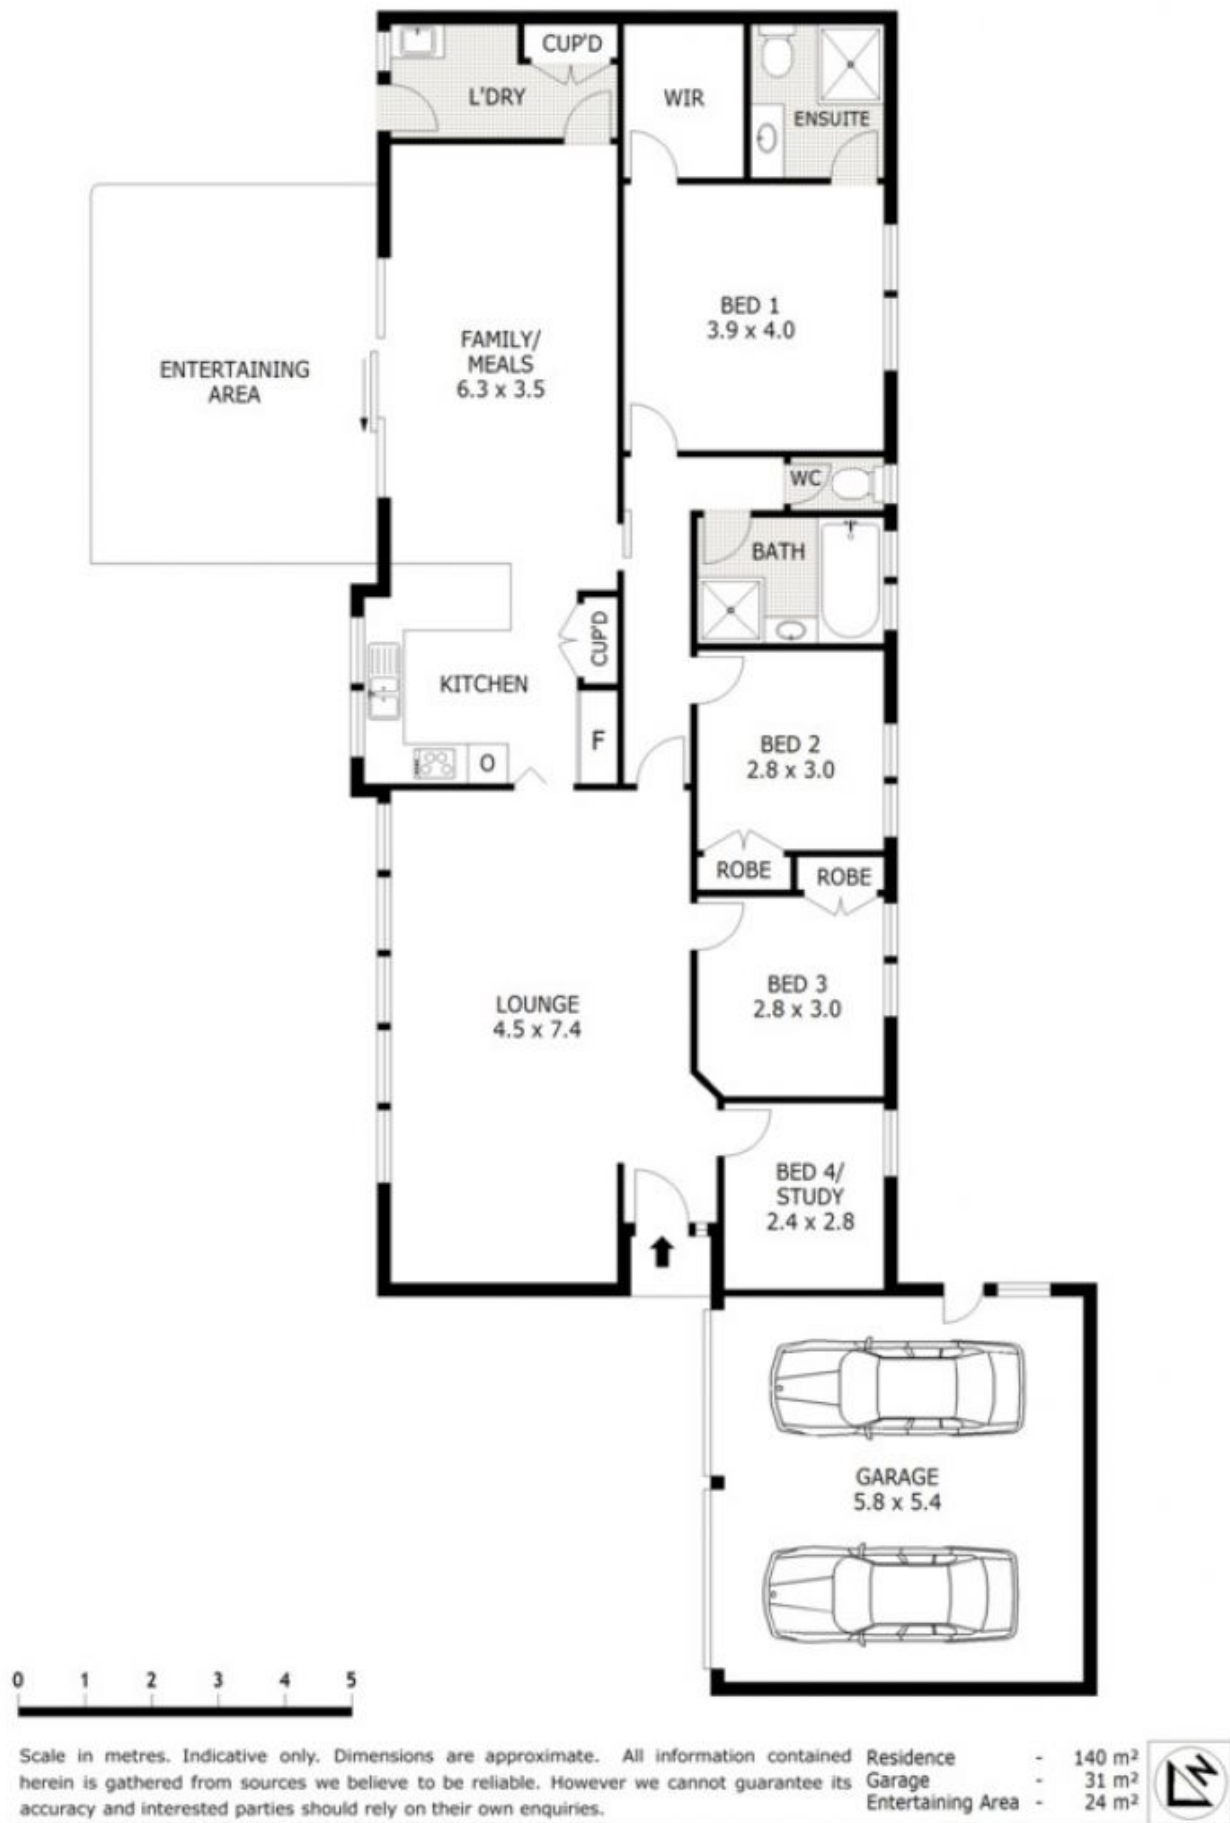 CUP'D
L'DRY
WIR
ENSUITE
BED 1
3.9 x 4.0
FAMILY/
MEALS
6.3 x 3.5
ENTERTAINING
AREA
WC
BATH
CUP'D
KITCHEN
F
O
BED 2
2.8 x 3.0
ROBE
ROBE
BED 3
2.8 x 3.0
LOUNGE
4.5 x 7.4
BED 4/
STUDY
2.4 x 2.8
GARAGE
5.8 x 5.4
0 1 2 3 4 5
Scale in metres. Indicative only. Dimensions are approximate. All information contained
herein is gathered from sources we believe to be reliable. However we cannot guarantee its
accuracy and interested parties should rely on their own enquiries.
Residence - 140 m²
Garage - 31 m²
Entertaining Area - 24 m²
N